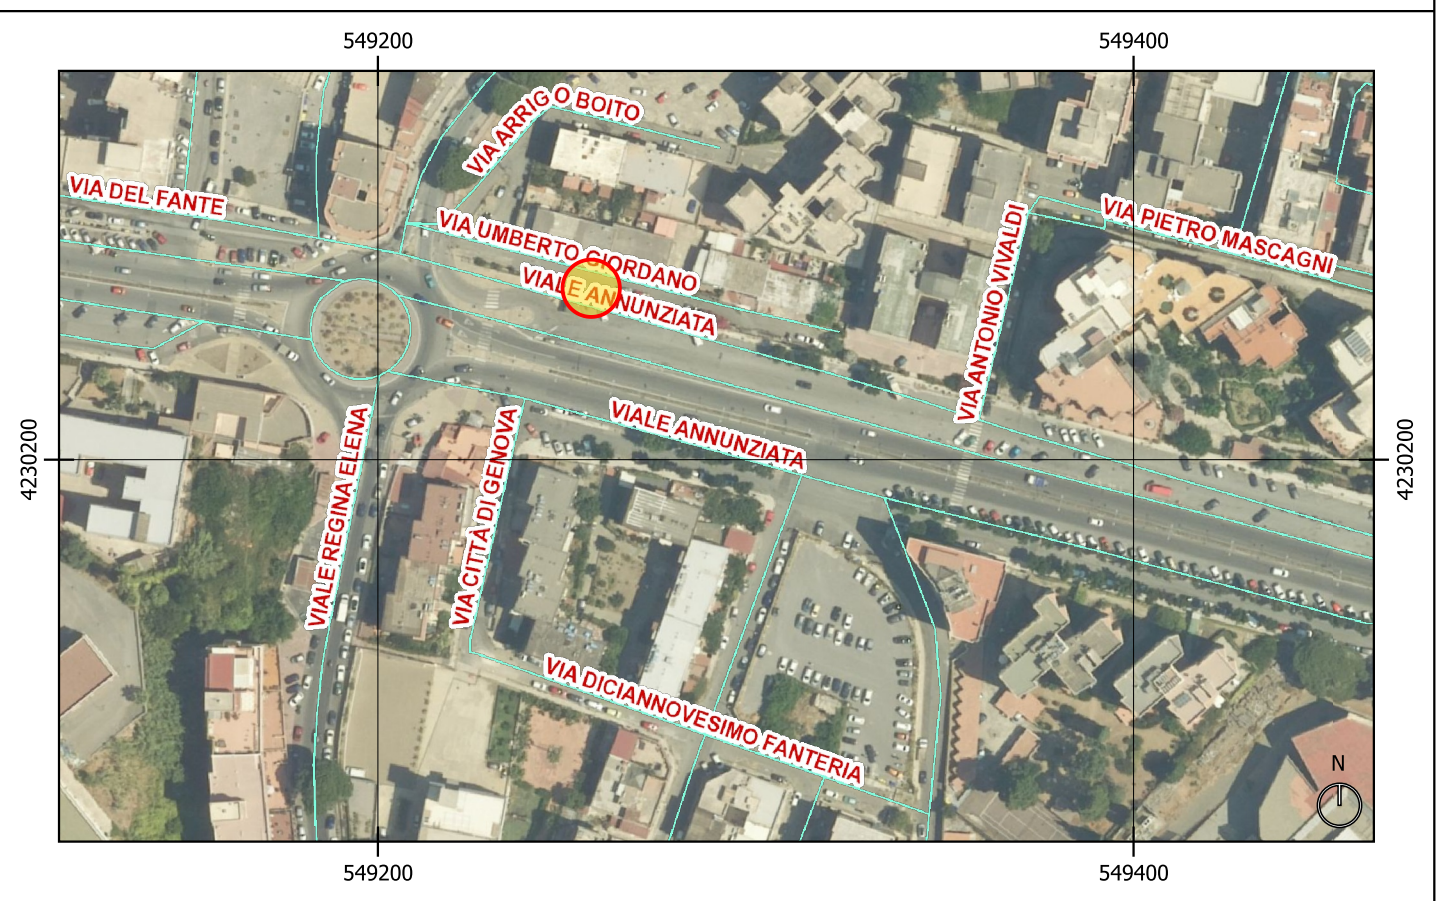 549200
549400
VIA ARRIGO BOITO
VIA DEL FANTE
VIA UMBERTO GIORDANO
VIALE ANNUNZIATA
VIA ANTONIO VIVALDI
VIA PIETRO MASCAGNI
VIALE REGINA ELENA
VIA CITTÀ DI GENOVA
VIALE ANNUNZIATA
4230200
4230200
VIA DICIANNOVESIMO FANTERIA
N
549200
549400